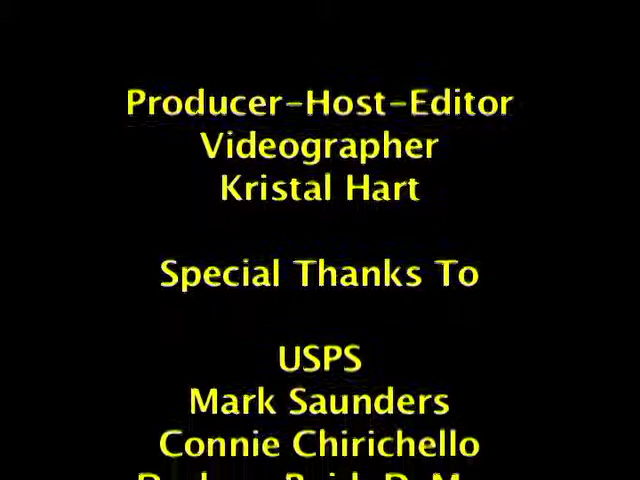 Producer-Host-Editor
Videographer
Kristal Hart
Special Thanks To
USPS
Mark Saunders
Connie Chirichello